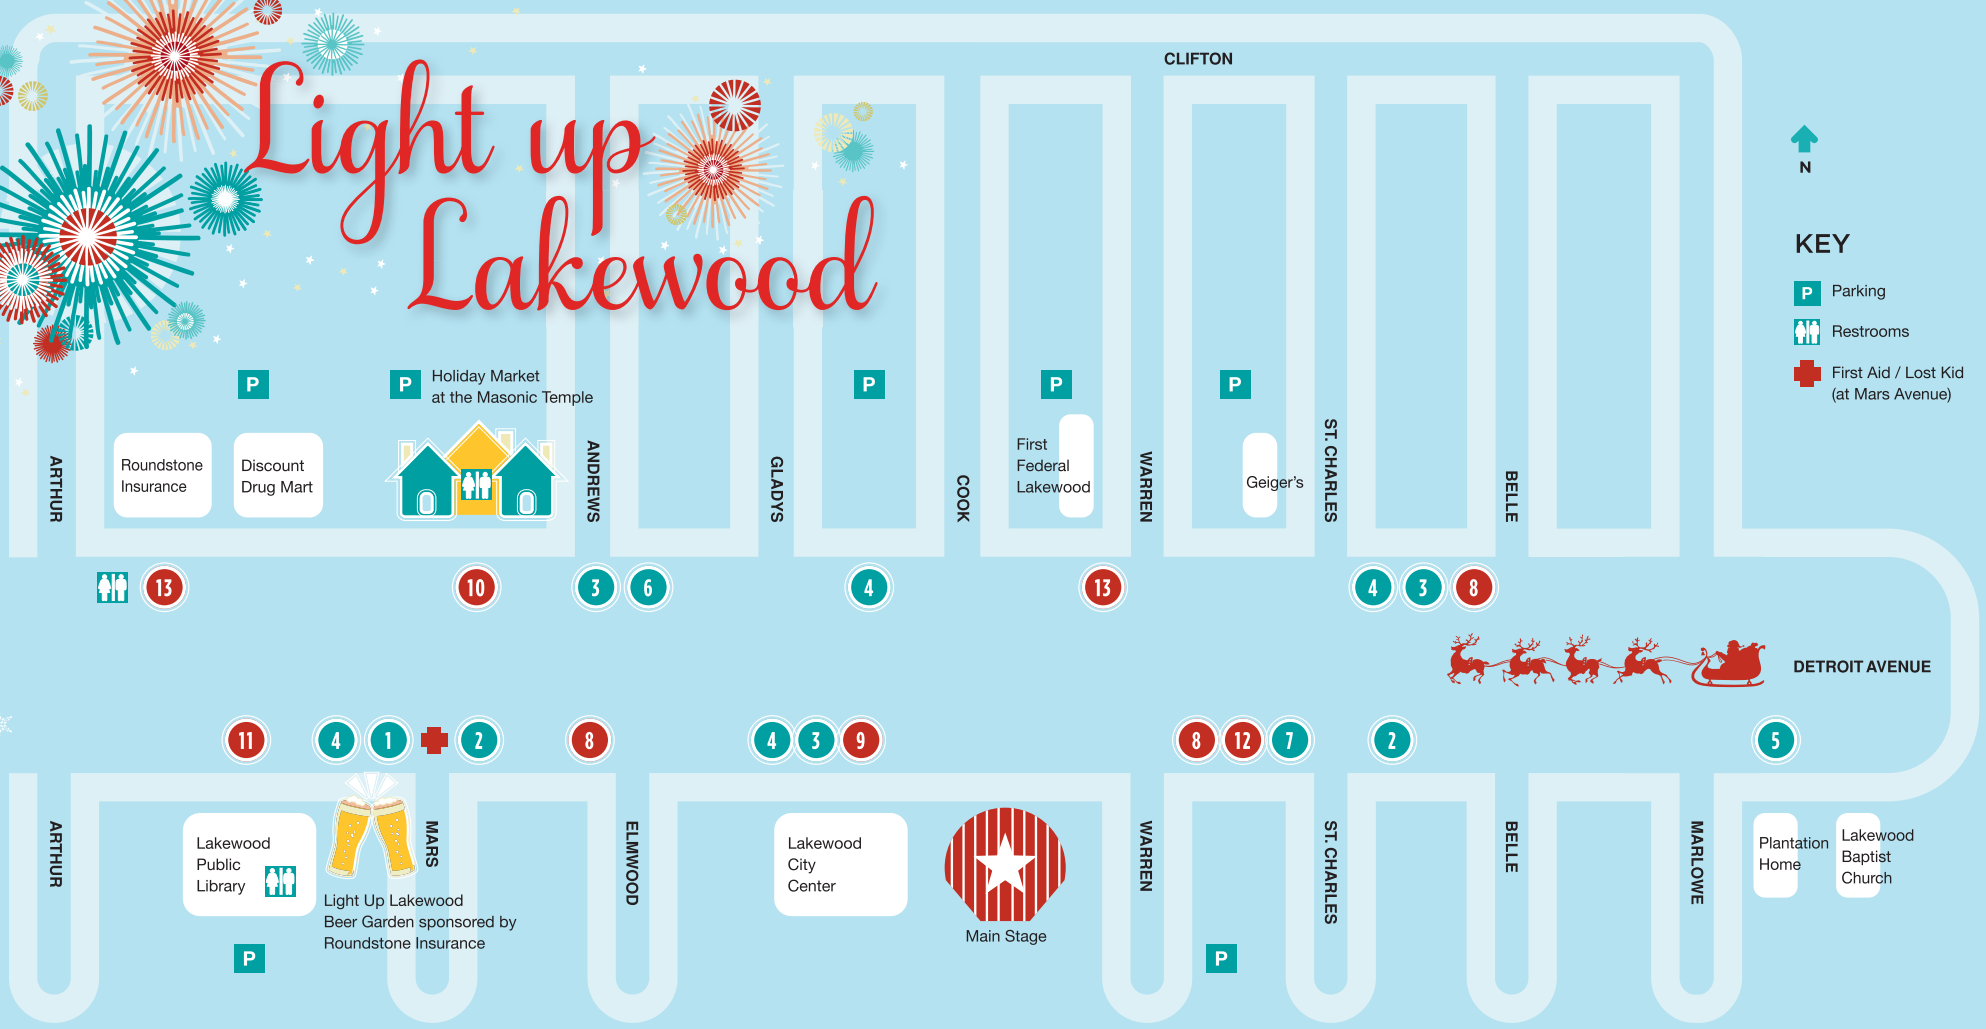 Light up
Lakewood
CLIFTON
N
KEY
P Parking
Restrooms
First Aid / Lost Kid
(at Mars Avenue)
P
P
Holiday Market
at the Masonic Temple
P
P
P
ARTHUR
Roundstone
Insurance
Discount
Drug Mart
ANDREWS
GLADYS
COOK
First
Federal
Lakewood
WARREN
Geiger's
ST. CHARLES
BELLE
13
10
3
6
4
13
4
3
8
DETROIT AVENUE
11
4
1
2
8
4
3
9
8
12
7
2
5
ARTHUR
Lakewood
Public
Library
MARS
Light Up Lakewood
Beer Garden sponsored by
Roundstone Insurance
ELMWOOD
Lakewood
City
Center
Main Stage
WARREN
ST. CHARLES
BELLE
MARLOWE
Plantation
Home
Lakewood
Baptist
Church
P
P